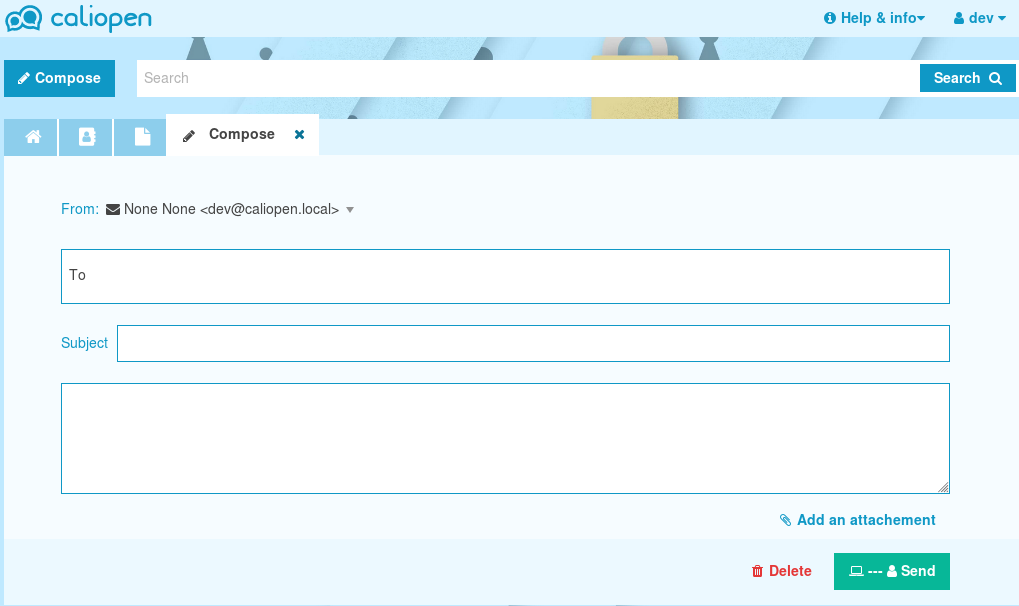 caliopen
Help & info
dev
Compose
Search
Search
Compose
From: None None <dev@caliopen.local>
To
Subject
Add an attachement
Delete
--- Send